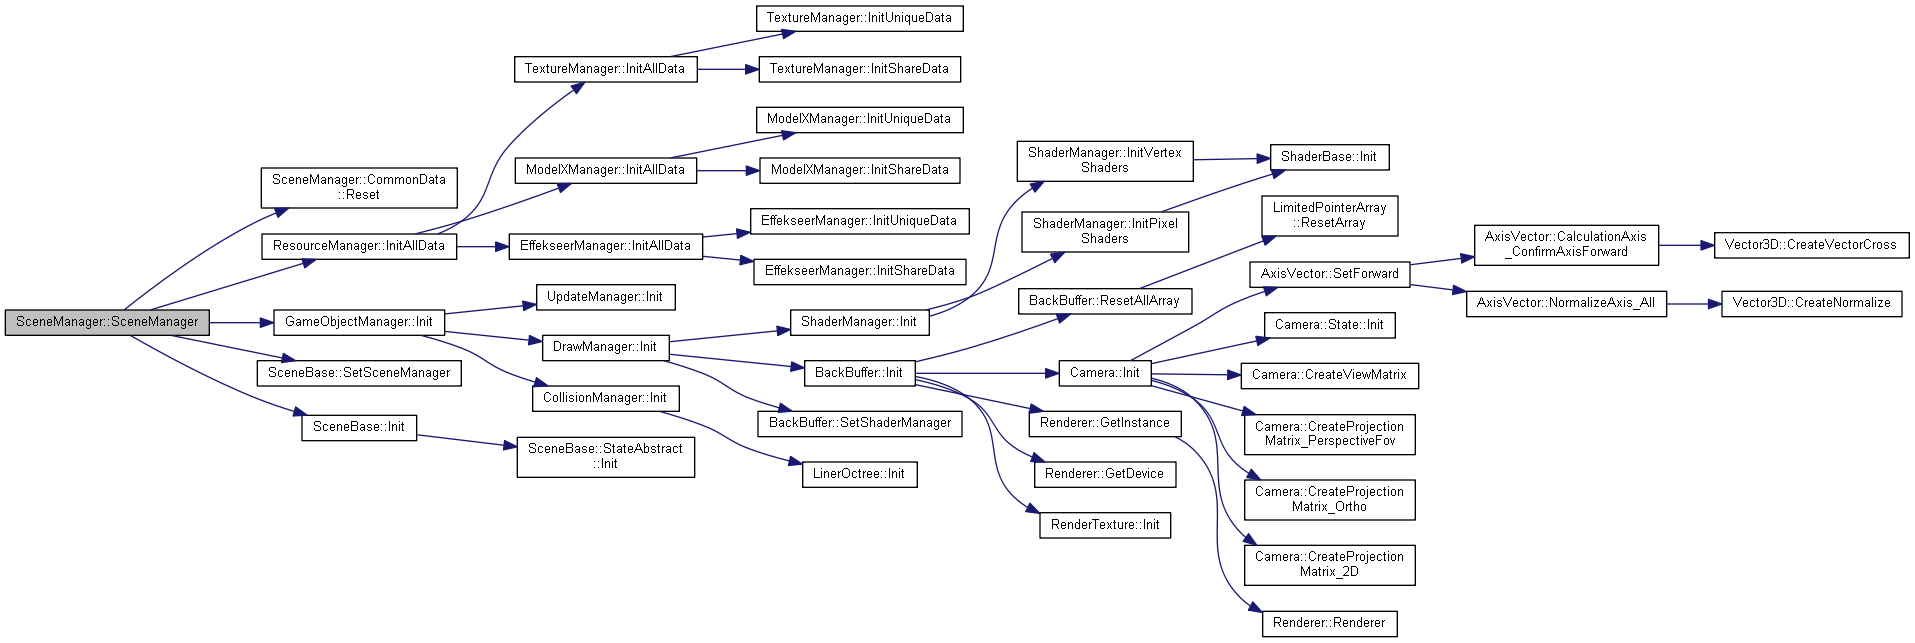 SceneManager::SceneManager
SceneManager::CommonData
::Reset
ResourceManager::InitAllData
GameObjectManager::Init
SceneBase::SetSceneManager
SceneBase::Init
TextureManager::InitAllData
ModelXManager::InitAllData
EffekseerManager::InitAllData
UpdateManager::Init
DrawManager::Init
CollisionManager::Init
SceneBase::StateAbstract
::Init
TextureManager::InitUniqueData
TextureManager::InitShareData
ModelXManager::InitUniqueData
ModelXManager::InitShareData
EffekseerManager::InitUniqueData
EffekseerManager::InitShareData
ShaderManager::Init
BackBuffer::Init
BackBuffer::SetShaderManager
LinerOctree::Init
ShaderManager::InitVertex
Shaders
ShaderManager::InitPixel
Shaders
BackBuffer::ResetAllArray
Camera::Init
Renderer::GetInstance
Renderer::GetDevice
RenderTexture::Init
ShaderBase::Init
LimitedPointerArray
::ResetArray
AxisVector::SetForward
Camera::State::Init
Camera::CreateViewMatrix
Camera::CreateProjection
Matrix_PerspectiveFov
Camera::CreateProjection
Matrix_Ortho
Camera::CreateProjection
Matrix_2D
Renderer::Renderer
AxisVector::CalculationAxis
_ConfirmAxisForward
AxisVector::NormalizeAxis_All
Vector3D::CreateVectorCross
Vector3D::CreateNormalize